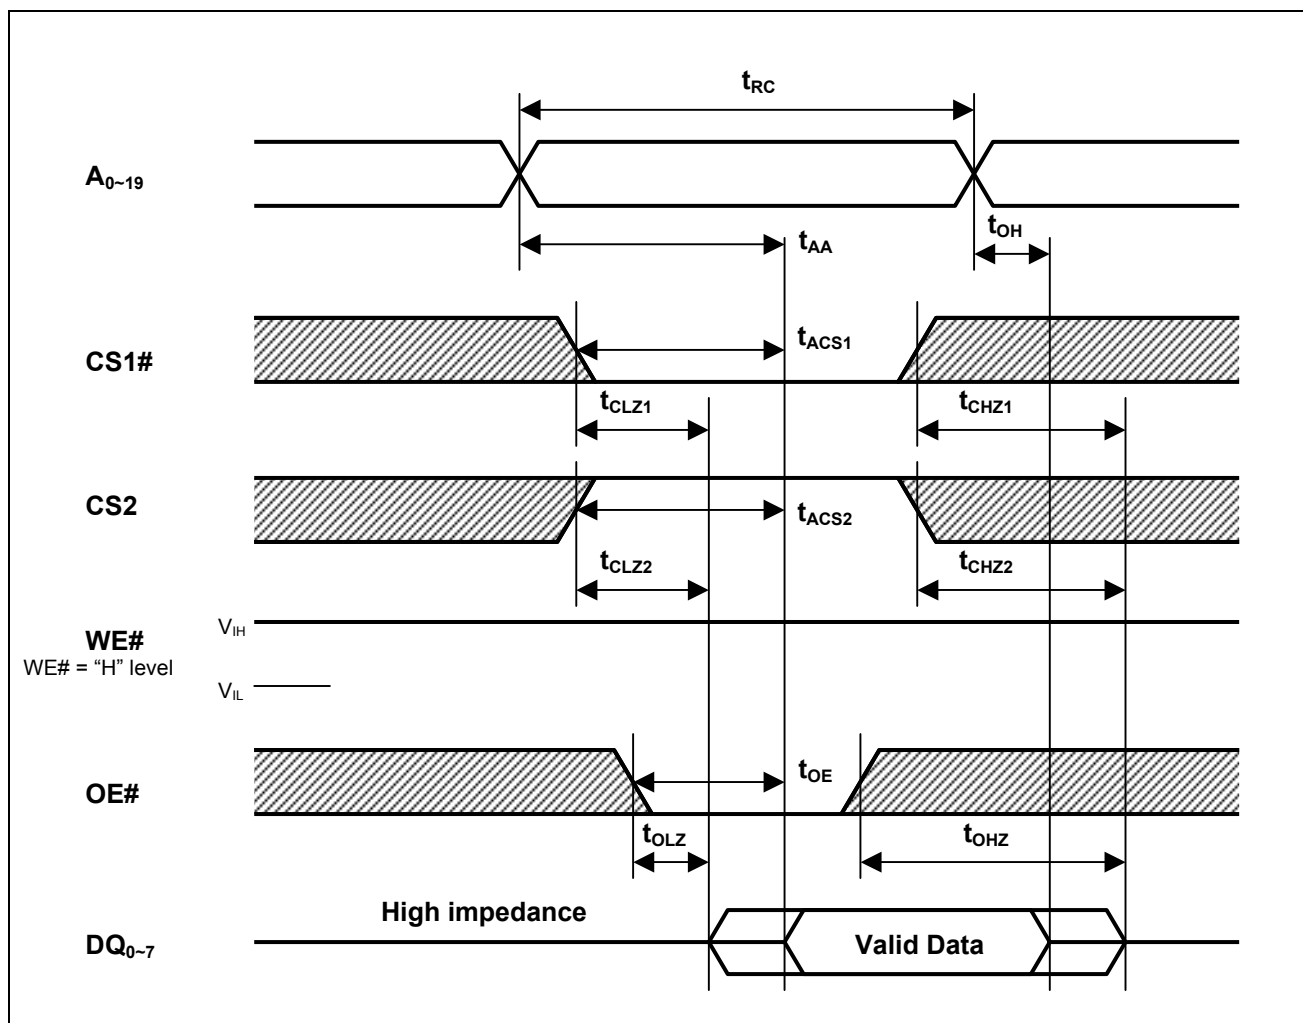 tRC
A0~19
tOH
tAA
tACS1
CS1#
tCLZ1
tCHZ1
CS2
tACS2
tCLZ2
tCHZ2
VIH
WE#
WE# = “H” level
VIL
tOE
OE#
tOLZ
tOHZ
High impedance
DQ0~7
Valid Data